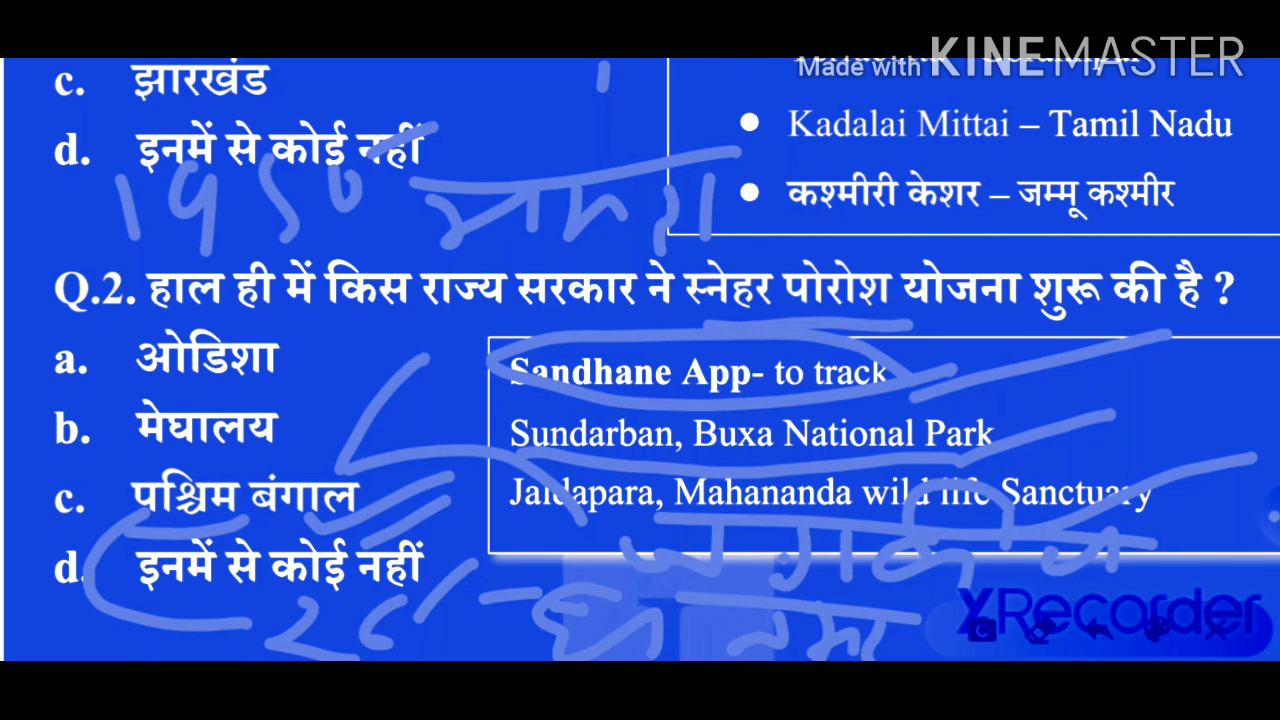 Made with KINEMASTER
c. झारखंड
d. इनमें से कोई नहीं
• Kadalai Mittai – Tamil Nadu
• कश्मीरी केशर – जम्मू कश्मीर
Q.2. हाल ही में किस राज्य सरकार ने स्नेहर पोरोश योजना शुरू की है ?
a. ओडिशा
b. मेघालय
c. पश्चिम बंगाल
d. इनमें से कोई नहीं
Sandhane App- to track
Sundarban, Buxa National Park
Jaldapara, Mahananda wild life Sanctuary
XRecorder